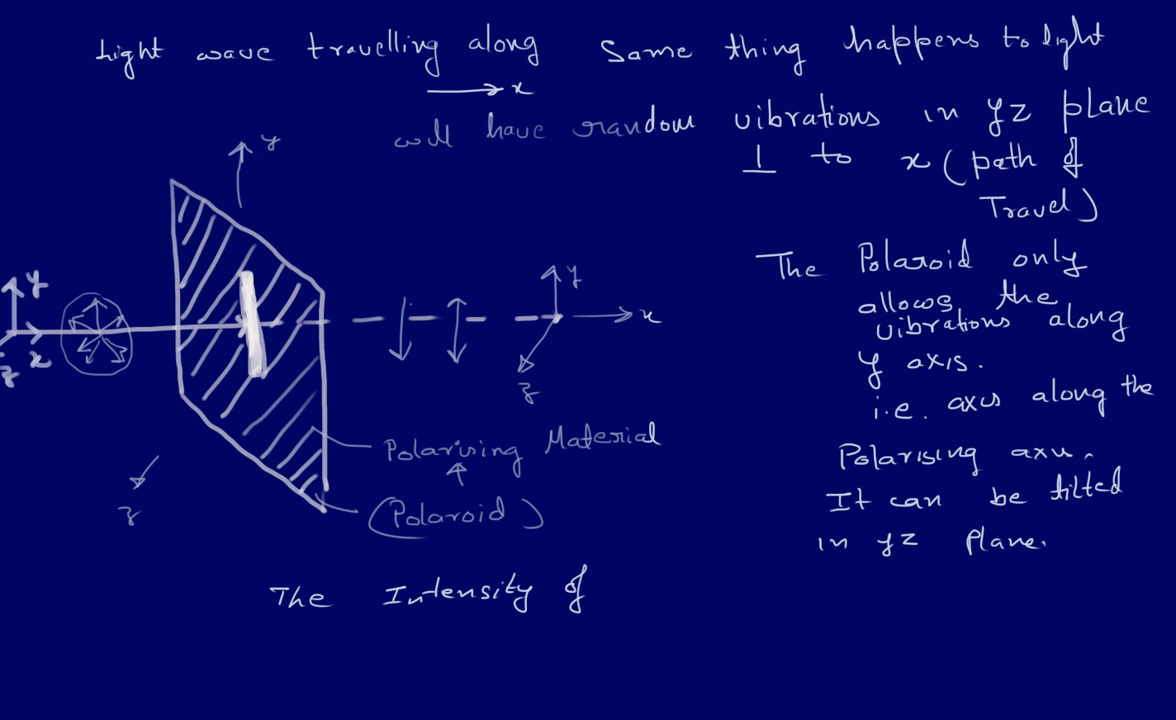 Light wave travelling along Same thing happens to light
x
will have random vibrations in yz plane
⊥ to x (path of
Travel)
y
The Polaroid only
allows the
vibrations along
y axis.
i.e. axis along the
Polarising axis.
It can be tilted
in yz plane.
y
x
z
y
x
z
Polarising Material
(Polaroid)
z
The Intensity of